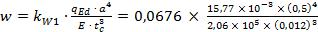 w = k_{W1} · \frac{q_{Ed} · a^4}{E · t_c^3} = 0,0676 × \frac{15,77 × 10^{-3} × (0,5)^4}{2,06 × 10^5 × (0,012)^3}